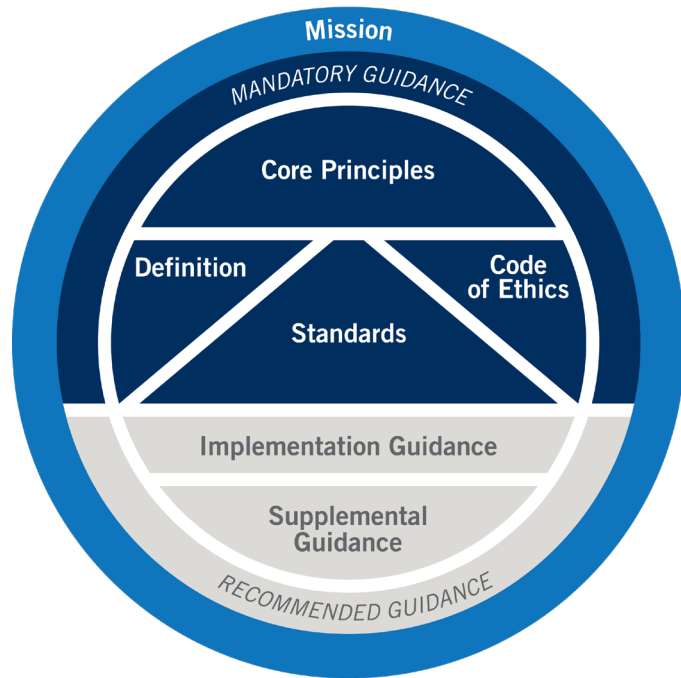 Mission
MANDATORY GUIDANCE
Core Principles
Definition
Code
of Ethics
Standards
Implementation Guidance
Supplemental
Guidance
RECOMMENDED GUIDANCE